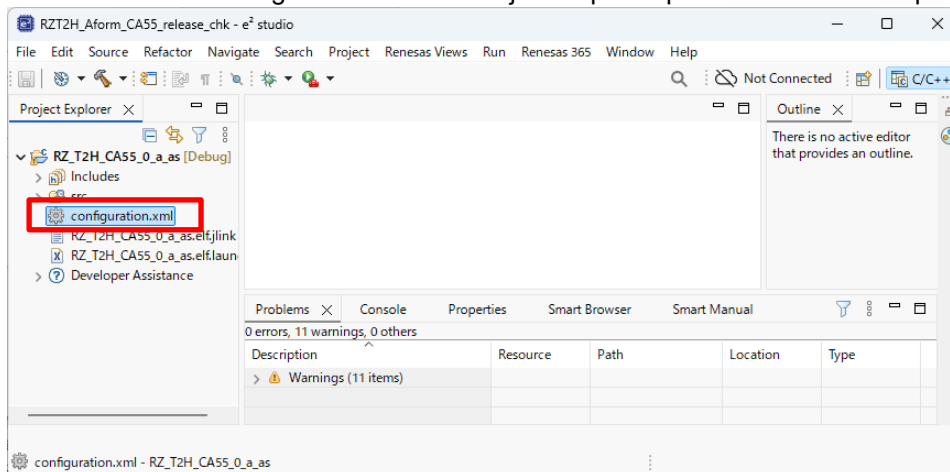 RZT2H_Aform_CA55_release_chk - e² studio
File Edit Source Refactor Navigate Search Project Renesas Views Run Renesas 365 Window Help
Not Connected C/C++
Project Explorer
Outline
There is no active editor that provides an outline.
RZ_T2H_CA55_0_a_as [Debug]
Includes
src
configuration.xml
RZ_T2H_CA55_0_a_as.elf.jlink
RZ_T2H_CA55_0_a_as.elf.laun
Developer Assistance
Problems Console Properties Smart Browser Smart Manual
0 errors, 11 warnings, 0 others
Description Resource Path Location Type
Warnings (11 items)
configuration.xml - RZ_T2H_CA55_0_a_as